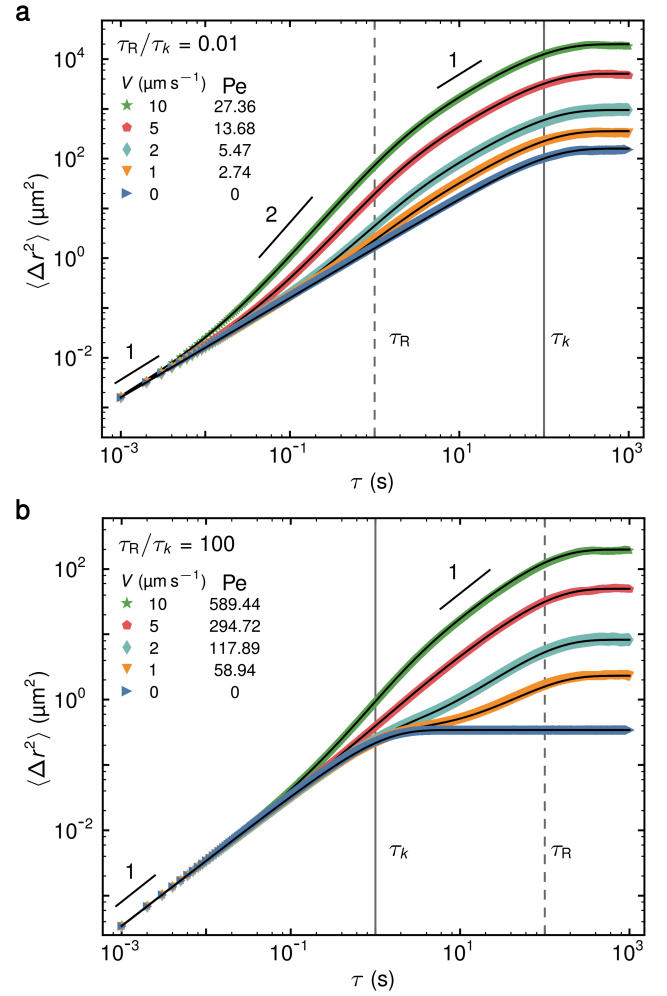 a
τR/τk = 0.01
V (μm s⁻¹) Pe
10 27.36
5 13.68
2 5.47
1 2.74
0 0
1
2
1
τR
τk
10⁴
10²
10⁰
10⁻²
⟨Δr²⟩ (μm²)
10⁻³ 10⁻¹ 10¹ 10³
τ (s)
b
τR/τk = 100
V (μm s⁻¹) Pe
10 589.44
5 294.72
2 117.89
1 58.94
0 0
1
1
τk
τR
10²
10⁰
10⁻²
⟨Δr²⟩ (μm²)
10⁻³ 10⁻¹ 10¹ 10³
τ (s)